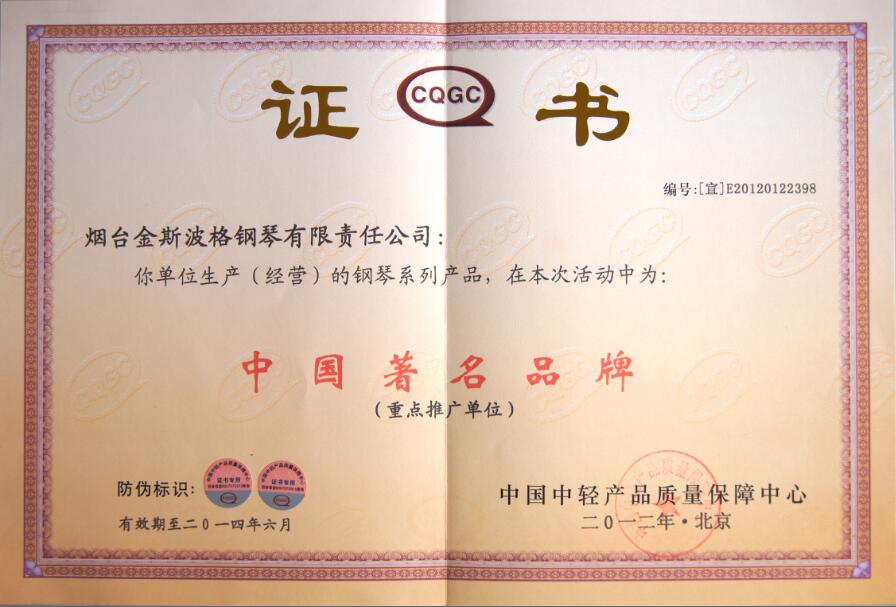 证 CQGC 书
编号:[宣]E20120122398
烟台金斯波格钢琴有限责任公司:
你单位生产(经营)的钢琴系列产品,在本次活动中为:
中国著名品牌
(重点推广单位)
防伪标识:
证书专用 证书专用
CQGC CQGC
有效期至二〇一四年六月
中国中轻产品质量保障中心
二〇一二年·北京